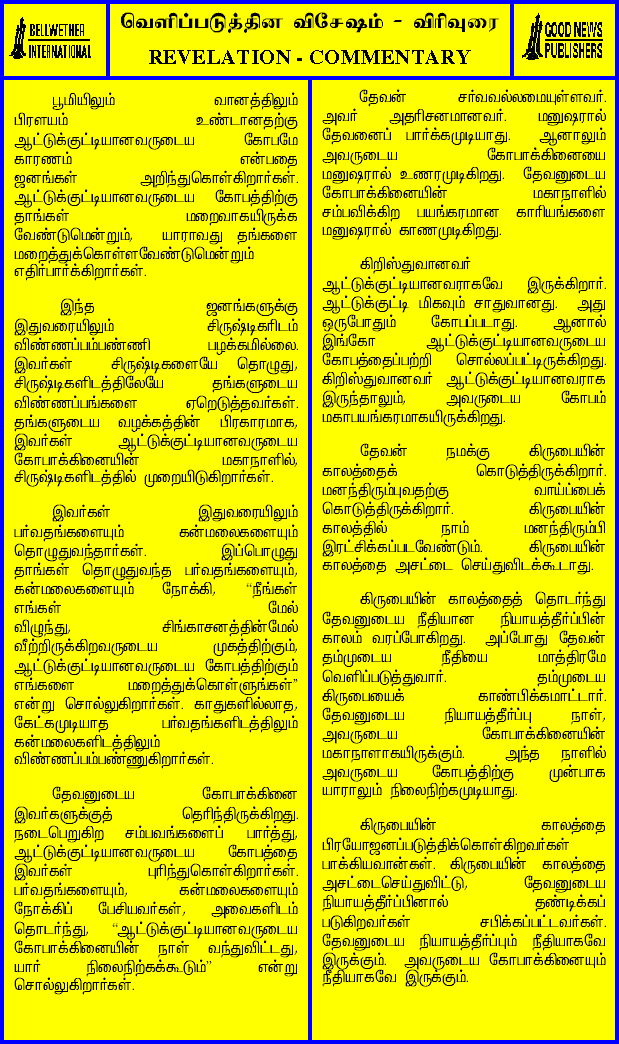 BELLWETHER
INTERNATIONAL
வெளிப்படுத்தின விசேஷம் - விரிவுரை
REVELATION - COMMENTARY
GOOD NEWS
PUBLISHERS
பூமியிலும் வானத்திலும்
பிரளயம் உண்டானதற்கு
ஆட்டுக்குட்டியானவருடைய கோபமே
காரணம் என்பதை
ஜனங்கள் அறிந்துகொள்கிறார்கள்.
ஆட்டுக்குட்டியானவருடைய கோபத்திற்கு
தாங்கள் மறைவாகயிருக்க
வேண்டுமென்றும், யாராவது தங்களை
மறைத்துக்கொள்ளவேண்டுமென்றும்
எதிர்பார்க்கிறார்கள்.
இந்த ஜனங்களுக்கு
இதுவரையிலும் சிருஷ்டிகரிடம்
விண்ணப்பம்பண்ணி பழக்கமில்லை.
இவர்கள் சிருஷ்டிகளையே தொழுது,
சிருஷ்டிகளிடத்திலேயே தங்களுடைய
விண்ணப்பங்களை ஏறெடுத்தவர்கள்.
தங்களுடைய வழக்கத்தின் பிரகாரமாக,
இவர்கள் ஆட்டுக்குட்டியானவருடைய
கோபாக்கினையின் மகாநாளில்,
சிருஷ்டிகளிடத்தில் முறையிடுகிறார்கள்.
இவர்கள் இதுவரையிலும்
பர்வதங்களையும் கன்மலைகளையும்
தொழுதுவந்தார்கள். இப்பொழுது
தாங்கள் தொழுதுவந்த பர்வதங்களையும்,
கன்மலைகளையும் நோக்கி, "நீங்கள்
எங்கள் மேல்
விழுந்து, சிங்காசனத்தின்மேல்
வீற்றிருக்கிறவருடைய முகத்திற்கும்,
ஆட்டுக்குட்டியானவருடைய கோபத்திற்கும்
எங்களை மறைத்துக்கொள்ளுங்கள்"
என்று சொல்லுகிறார்கள். காதுகளில்லாத,
கேட்கமுடியாத பர்வதங்களிடத்திலும்
கன்மலைகளிடத்திலும்
விண்ணப்பம்பண்ணுகிறார்கள்.
தேவனுடைய கோபாக்கினை
இவர்களுக்குத் தெரிந்திருக்கிறது.
நடைபெறுகிற சம்பவங்களைப் பார்த்து,
ஆட்டுக்குட்டியானவருடைய கோபத்தை
இவர்கள் புரிந்துகொள்கிறார்கள்.
பர்வதங்களையும், கன்மலைகளையும்
நோக்கிப் பேசியவர்கள், அவைகளிடம்
தொடர்ந்து, "ஆட்டுக்குட்டியானவருடைய
கோபாக்கினையின் நாள் வந்துவிட்டது,
யார் நிலைநிற்கக்கூடும்" என்று
சொல்லுகிறார்கள்.
தேவன் சர்வவல்லமையுள்ளவர்.
அவர் அதரிசனமானவர். மனுஷரால்
தேவனைப் பார்க்கமுடியாது. ஆனாலும்
அவருடைய கோபாக்கினையை
மனுஷரால் உணரமுடிகிறது. தேவனுடைய
கோபாக்கினையின் மகாநாளில்
சம்பவிக்கிற பயங்கரமான காரியங்களை
மனுஷரால் காணமுடிகிறது.
கிறிஸ்துவானவர்
ஆட்டுக்குட்டியானவராகவே இருக்கிறார்.
ஆட்டுக்குட்டி மிகவும் சாதுவானது. அது
ஒருபோதும் கோபப்படாது. ஆனால்
இங்கோ ஆட்டுக்குட்டியானவருடைய
கோபத்தைப்பற்றி சொல்லப்பட்டிருக்கிறது.
கிறிஸ்துவானவர் ஆட்டுக்குட்டியானவராக
இருந்தாலும், அவருடைய கோபம்
மகாபயங்கரமாகயிருக்கிறது.
தேவன் நமக்கு கிருபையின்
காலத்தைக் கொடுத்திருக்கிறார்.
மனந்திரும்புவதற்கு வாய்ப்பைக்
கொடுத்திருக்கிறார். கிருபையின்
காலத்தில் நாம் மனந்திரும்பி
இரட்சிக்கப்படவேண்டும். கிருபையின்
காலத்தை அசட்டை செய்துவிடக்கூடாது.
கிருபையின் காலத்தைத் தொடர்ந்து
தேவனுடைய நீதியான நியாயத்தீர்ப்பின்
காலம் வரப்போகிறது. அப்போது தேவன்
தம்முடைய நீதியை மாத்திரமே
வெளிப்படுத்துவார். தம்முடைய
கிருபையைக் காண்பிக்கமாட்டார்.
தேவனுடைய நியாயத்தீர்ப்பு நாள்,
அவருடைய கோபாக்கினையின்
மகாநாளாகயிருக்கும். அந்த நாளில்
அவருடைய கோபத்திற்கு முன்பாக
யாராலும் நிலைநிற்கமுடியாது.
கிருபையின் காலத்தை
பிரயோஜனப்படுத்திக்கொள்கிறவர்கள்
பாக்கியவான்கள். கிருபையின் காலத்தை
அசட்டைசெய்துவிட்டு, தேவனுடைய
நியாயத்தீர்ப்பினால் தண்டிக்கப்
படுகிறவர்கள் சபிக்கப்பட்டவர்கள்.
தேவனுடைய நியாயத்தீர்ப்பும் நீதியாகவே
இருக்கும். அவருடைய கோபாக்கினையும்
நீதியாகவே இருக்கும்.